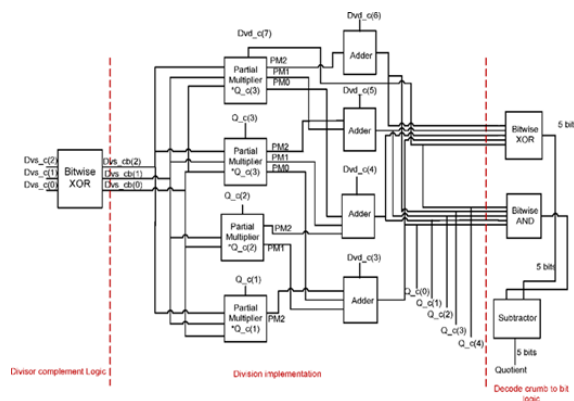 Dvd_c(6)
Dvd_c(7)
PM2
PM1
PM0
Adder
Partial
Multiplier
*Q_c(3)
Dvd_c(5)
Q_c(3)
Adder
Bitwise
XOR
5 bit
PM2
PM1
PM0
Partial
Multiplier
*Q_c(3)
Dvs_c(2)
Dvs_c(1)
Dvs_c(0)
Bitwise
XOR
Dvs_cb(2)
Dvs_cb(1)
Dvs_cb(0)
Dvd_c(4)
Adder
Q_c(2)
Partial
Multiplier
*Q_c(2)
PM2
PM1
Bitwise
AND
Dvd_c(3)
Adder
Q_c(1)
Partial
Multiplier
*Q_c(1)
PM2
Q_c(0)
Q_c(1)
Q_c(2)
Q_c(3)
Q_c(4)
5 bits
Subtractor
5 bits
Quotient
Divisor complement Logic
Division implementation
Decode crumb to bit
logic